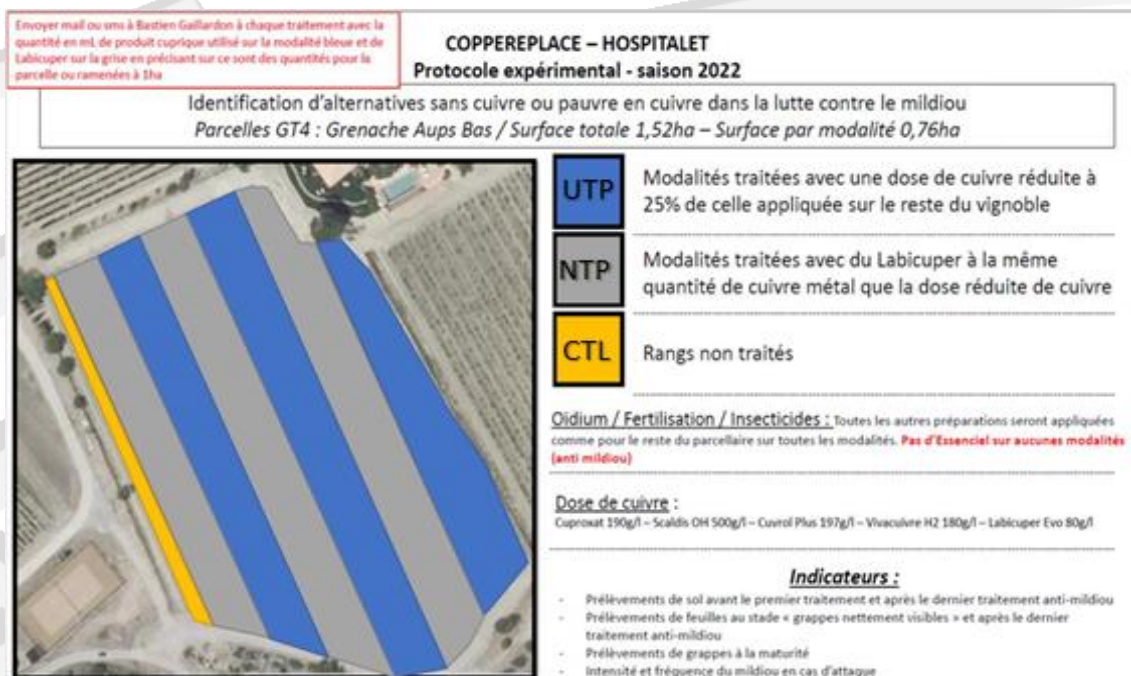 Envoyer mail ou sms à Bastien Gaillardon à chaque traitement avec la
quantité en mL de produit cuprique utilisé sur la modalité bleue et de
Labicuper sur la grise en précisant sur ce sont des quantités pour la
parcelle ou ramenées à 1ha
COPPEREPLACE – HOSPITALET
Protocole expérimental - saison 2022
Identification d'alternatives sans cuivre ou pauvre en cuivre dans la lutte contre le mildiou
Parcelles GT4 : Grenache Aups Bas / Surface totale 1,52ha – Surface par modalité 0,76ha
UTP
Modalités traitées avec une dose de cuivre réduite à
25% de celle appliquée sur le reste du vignoble
NTP
Modalités traitées avec du Labicuper à la même
quantité de cuivre métal que la dose réduite de cuivre
CTL
Rangs non traités
Oidium / Fertilisation / Insecticides : Toutes les autres préparations seront appliquées
comme pour le reste du parcellaire sur toutes les modalités. Pas d'Essenciel sur aucunes modalités
(anti mildiou)
Dose de cuivre :
Cuproxat 190g/l – Scaldis OH 500g/l – Cuvrol Plus 197g/l – Vivacuivre H2 180g/l – Labicuper Evo 80g/l
Indicateurs :
- Prélèvements de sol avant le premier traitement et après le dernier traitement anti-mildiou
- Prélèvements de feuilles au stade « grappes nettement visibles » et après le dernier
traitement anti-mildiou
- Prélèvements de grappes à la maturité
- Intensité et fréquence du mildiou en cas d'attaque